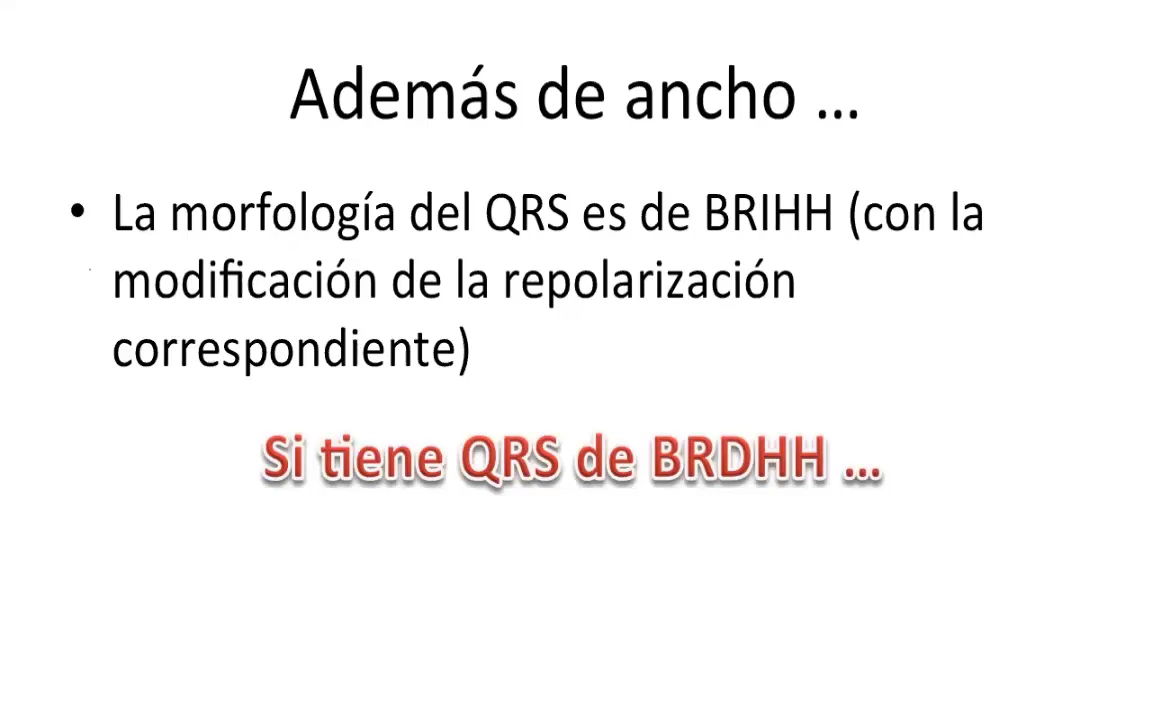 Además de ancho ...
• La morfología del QRS es de BRIHH (con la
modificación de la repolarización
correspondiente)
Si tiene QRS de BRDHH ...